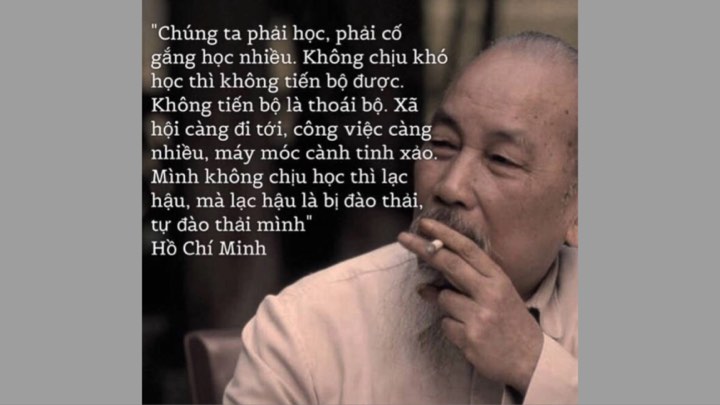 "Chúng ta phải học, phải cố
gắng học nhiều. Không chịu khó
học thì không tiến bộ được.
Không tiến bộ là thoái bộ. Xã
hội càng đi tới, công việc càng
nhiều, máy móc cành tinh xảo.
Mình không chịu học thì lạc
hậu, mà lạc hậu là bị đào thải,
tự đào thải mình"
Hồ Chí Minh